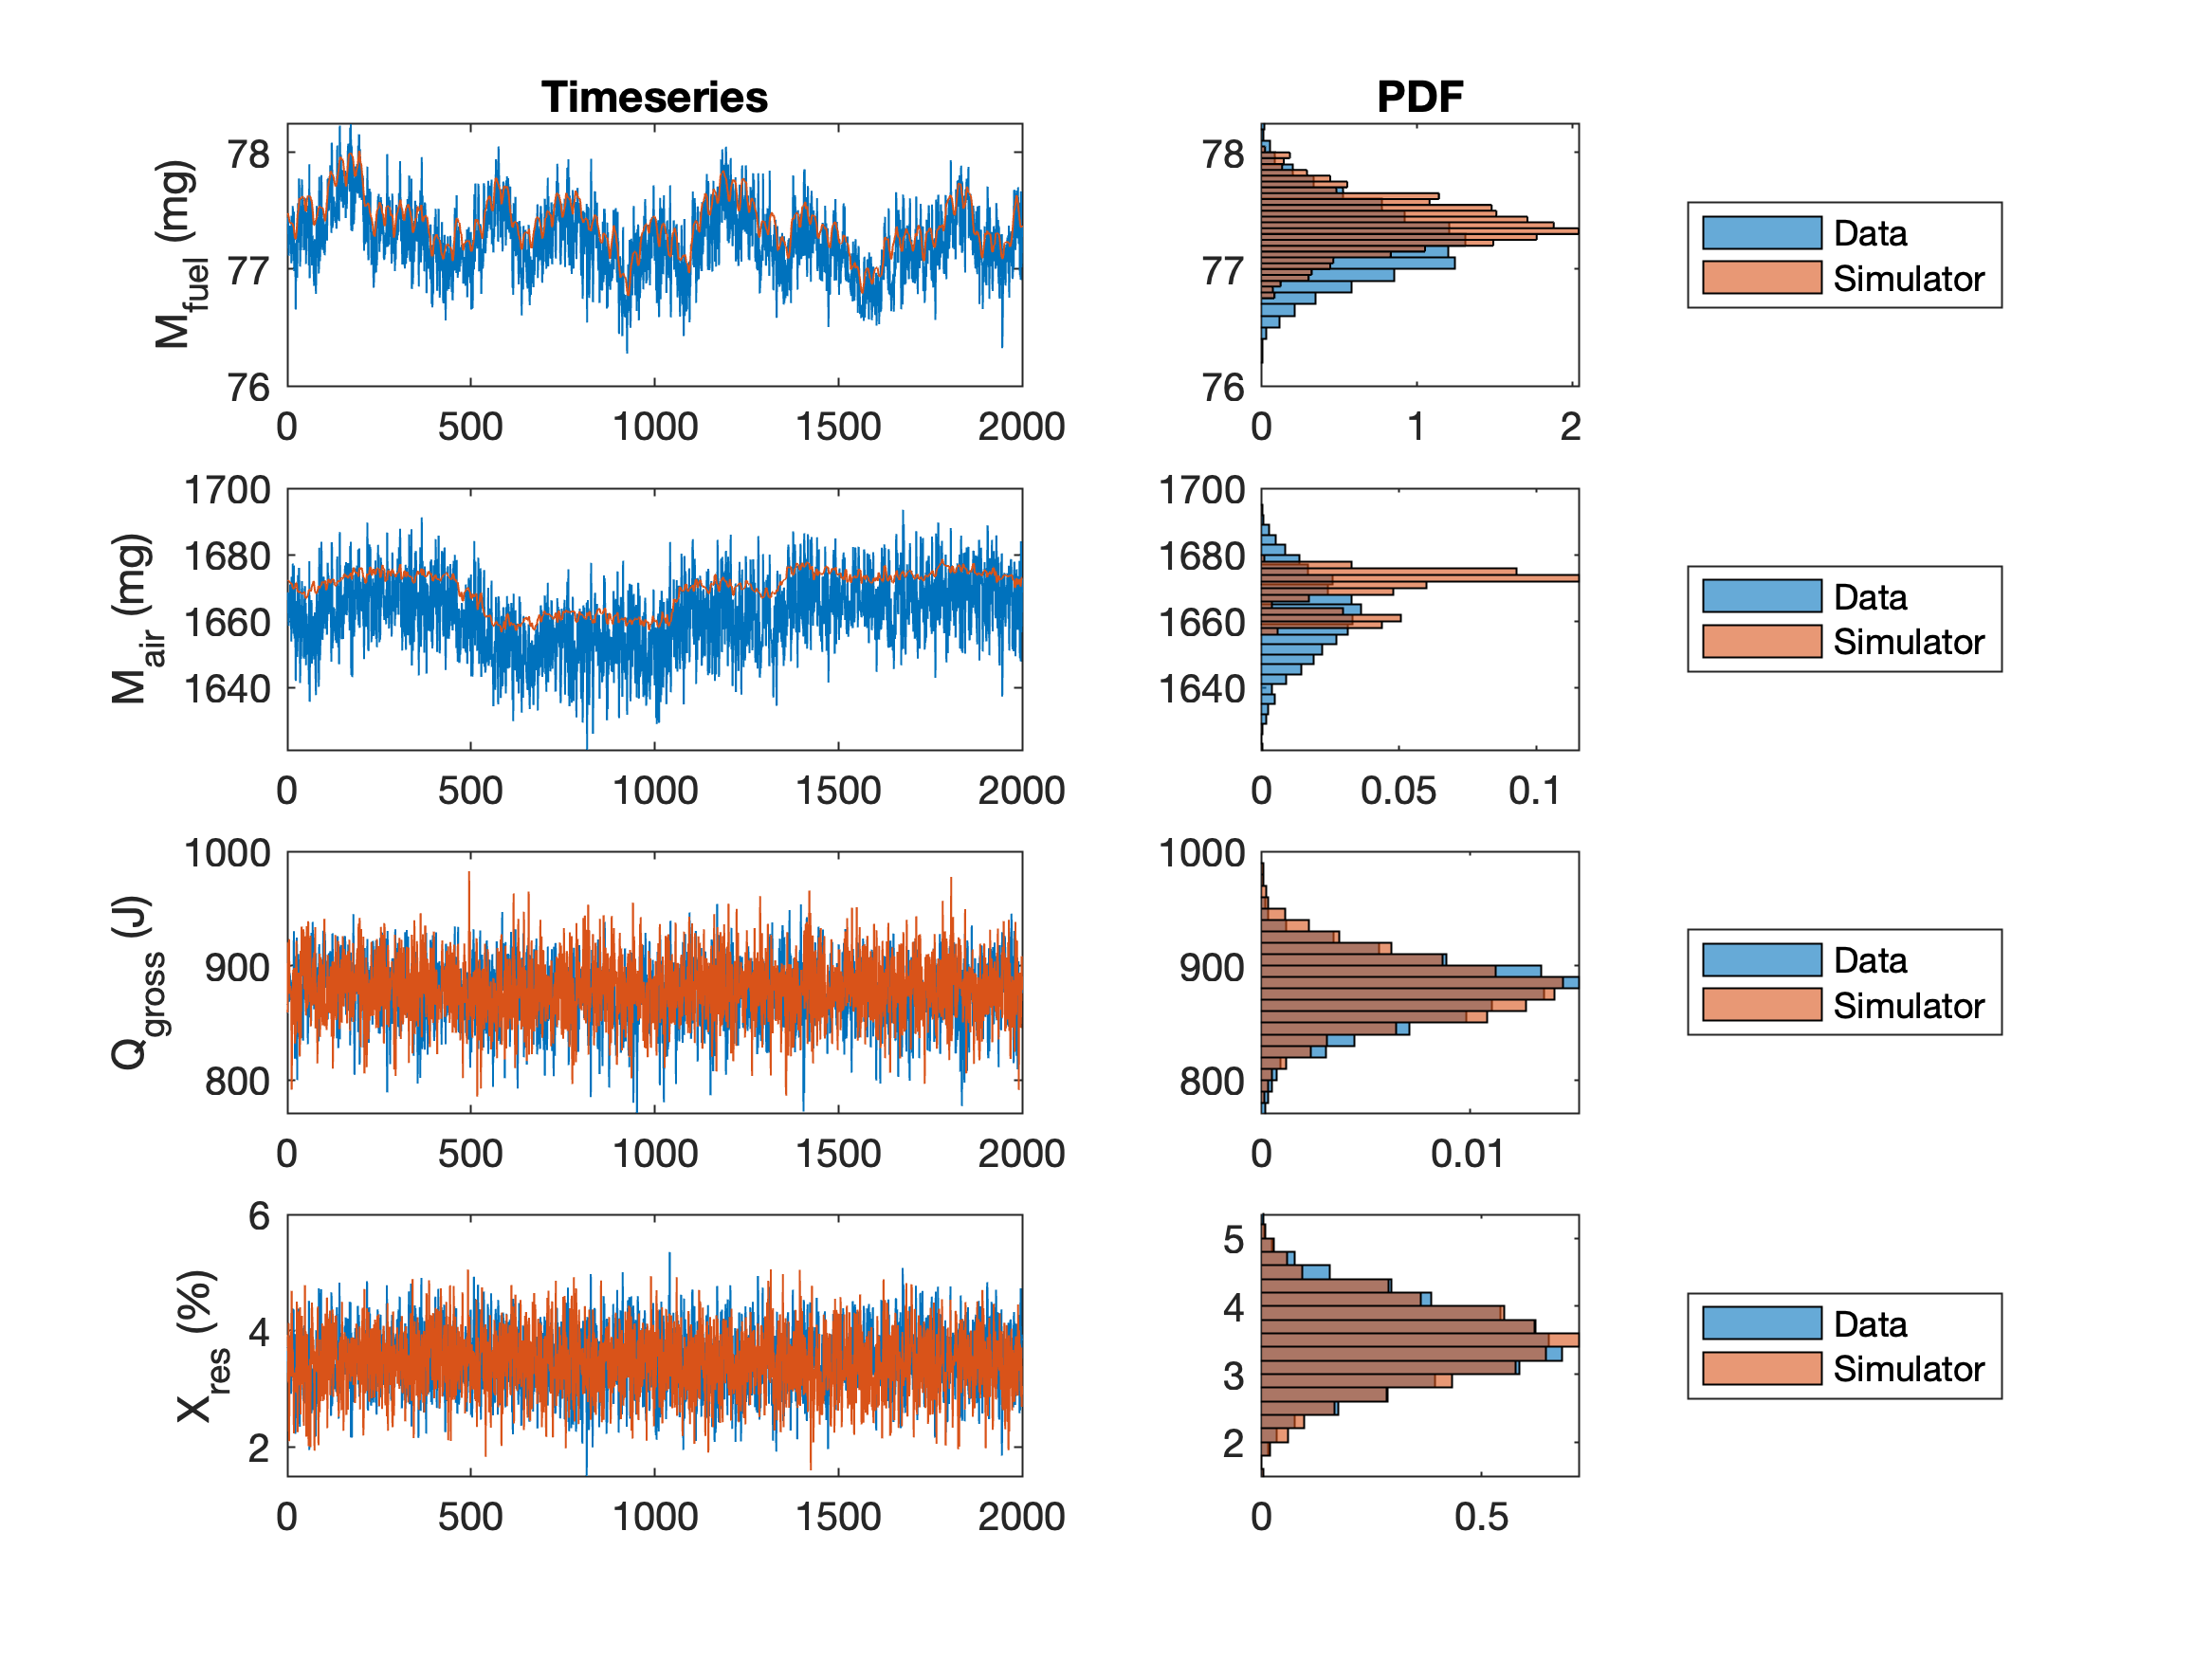 Timeseries
PDF
M_fuel (mg)
78
77
76
0 500 1000 1500 2000
78
77
76
0 1 2
Data
Simulator
M_air (mg)
1700
1680
1660
1640
0 500 1000 1500 2000
1700
1680
1660
1640
0 0.05 0.1
Data
Simulator
Q_gross (J)
1000
900
800
0 500 1000 1500 2000
1000
900
800
0 0.01
Data
Simulator
X_res (%)
6
4
2
0 500 1000 1500 2000
5
4
3
2
0 0.5
Data
Simulator